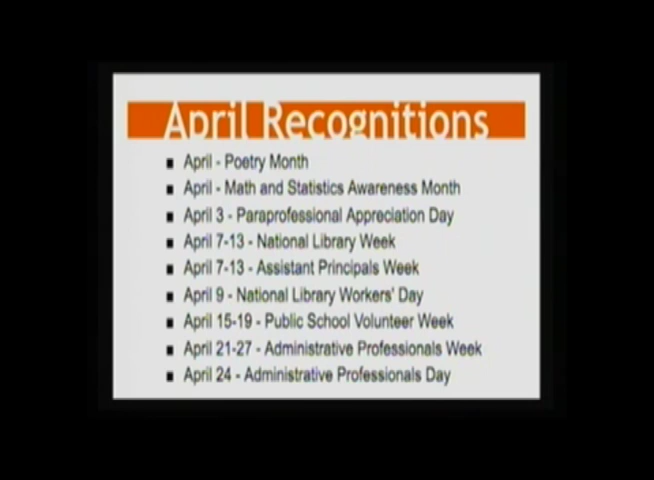 April Recognitions
▪ April - Poetry Month
▪ April - Math and Statistics Awareness Month
▪ April 3 - Paraprofessional Appreciation Day
▪ April 7-13 - National Library Week
▪ April 7-13 - Assistant Principals Week
▪ April 9 - National Library Workers' Day
▪ April 15-19 - Public School Volunteer Week
▪ April 21-27 - Administrative Professionals Week
▪ April 24 - Administrative Professionals Day